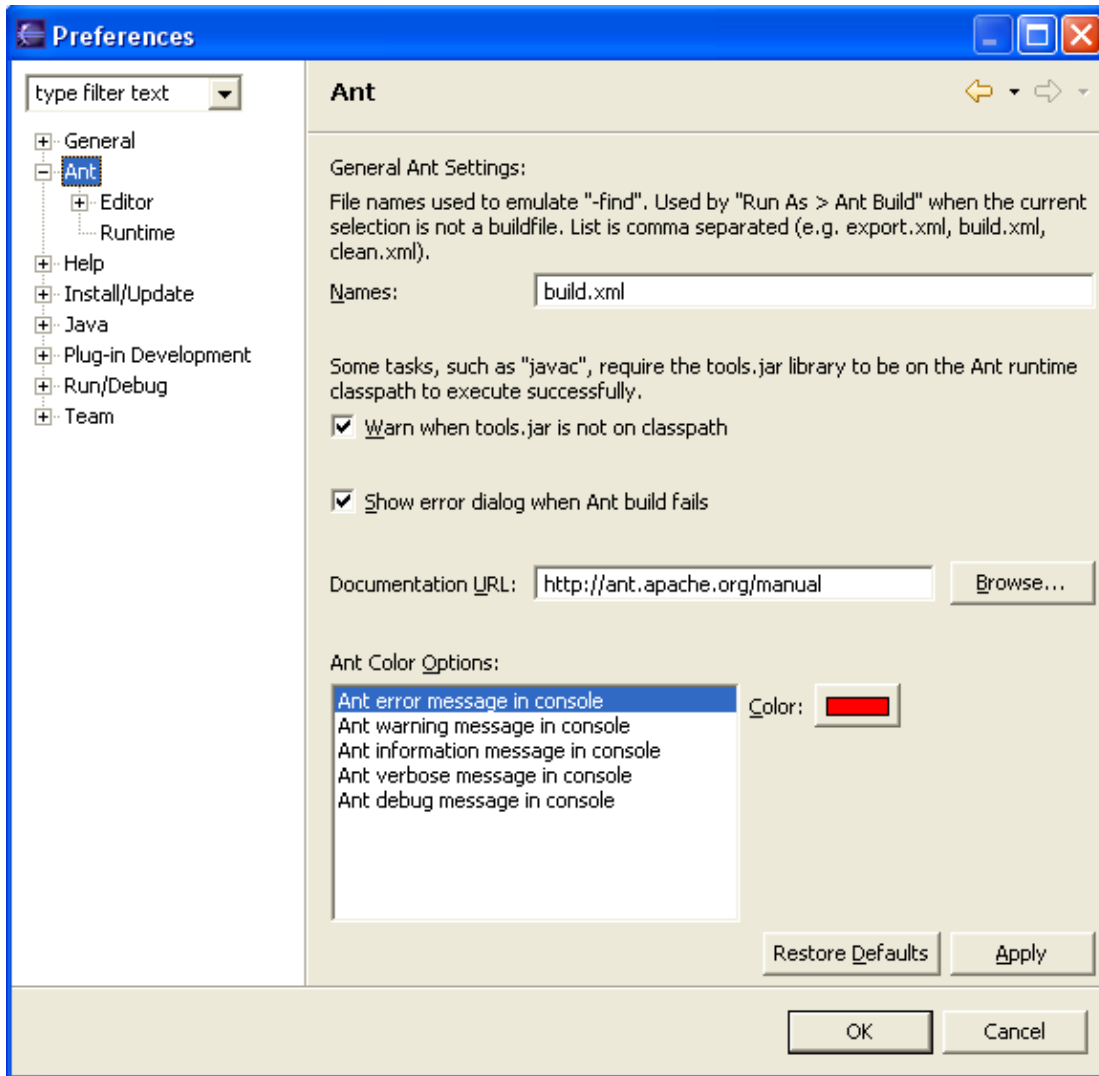 Preferences
type filter text
General
Ant
Editor
Runtime
Help
Install/Update
Java
Plug-in Development
Run/Debug
Team
Ant
General Ant Settings:
File names used to emulate "-find". Used by "Run As > Ant Build" when the current
selection is not a buildfile. List is comma separated (e.g. export.xml, build.xml,
clean.xml).
Names: build.xml
Some tasks, such as "javac", require the tools.jar library to be on the Ant runtime
classpath to execute successfully.
Warn when tools.jar is not on classpath
Show error dialog when Ant build fails
Documentation URL: http://ant.apache.org/manual Browse...
Ant Color Options:
Ant error message in console
Color:
Ant warning message in console
Ant information message in console
Ant verbose message in console
Ant debug message in console
Restore Defaults Apply
OK Cancel